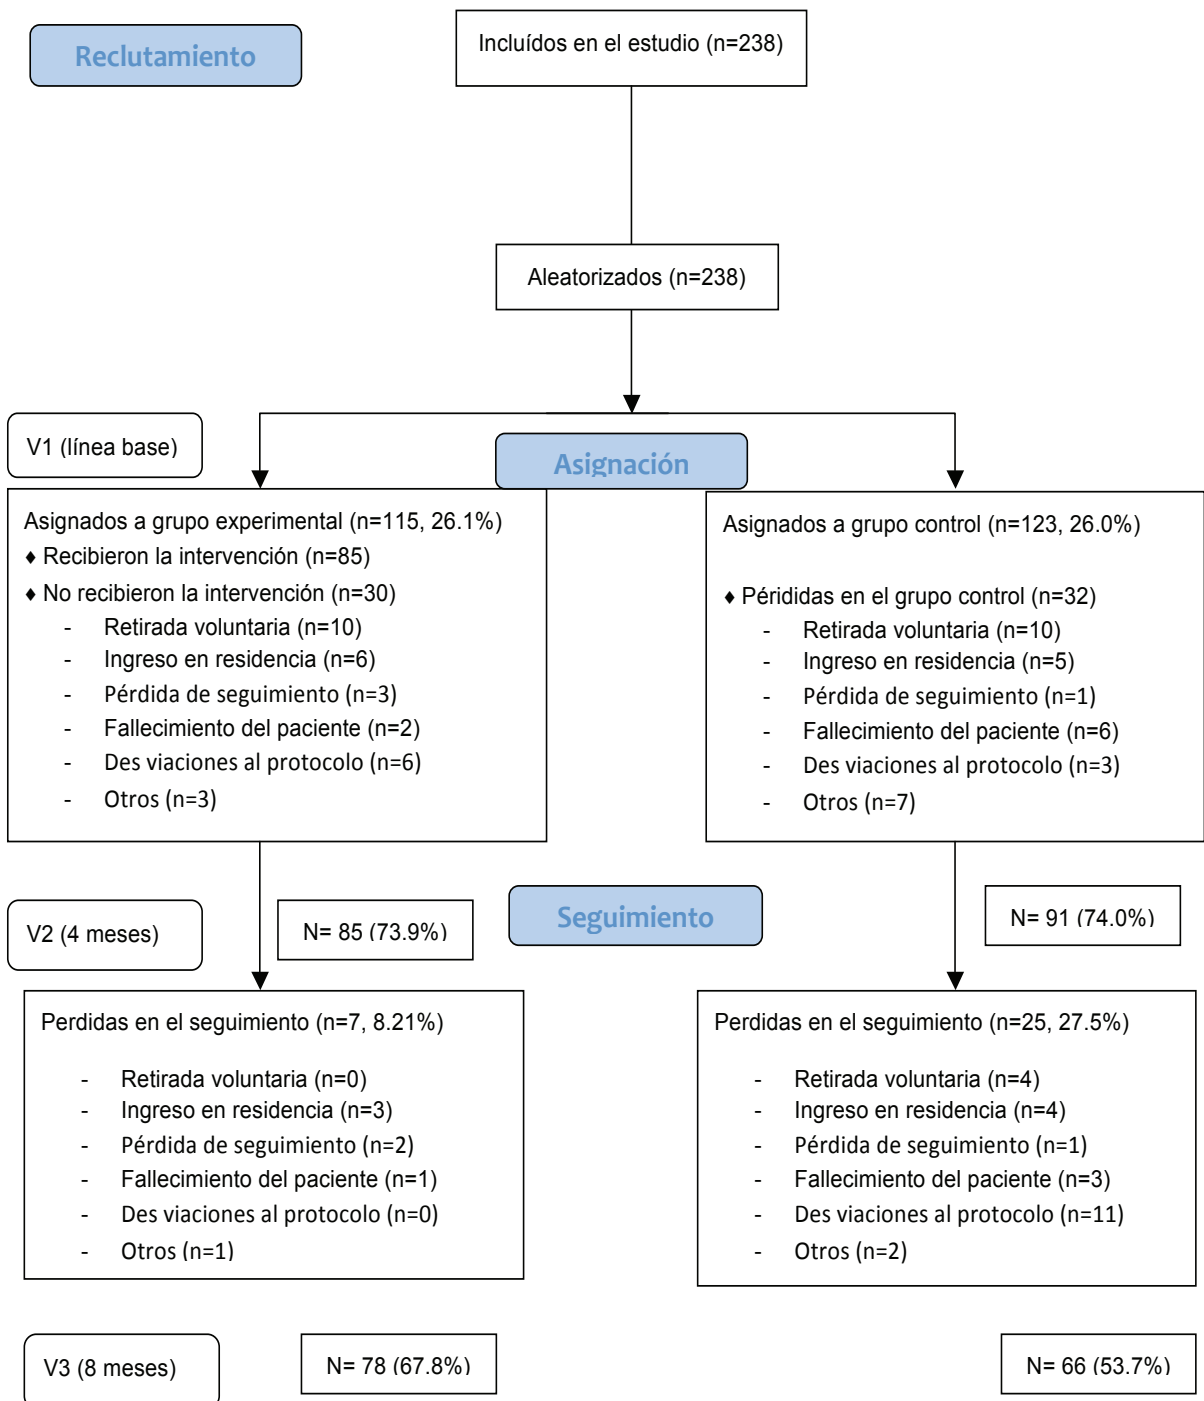 Reclutamiento
Incluídos en el estudio (n=238)
Aleatorizados (n=238)
V1 (línea base)
Asignación
Asignados a grupo experimental (n=115, 26.1%)
♦ Recibieron la intervención (n=85)
♦ No recibieron la intervención (n=30)
- Retirada voluntaria (n=10)
- Ingreso en residencia (n=6)
- Pérdida de seguimiento (n=3)
- Fallecimiento del paciente (n=2)
- Des viaciones al protocolo (n=6)
- Otros (n=3)
Asignados a grupo control (n=123, 26.0%)
♦ Périididas en el grupo control (n=32)
- Retirada voluntaria (n=10)
- Ingreso en residencia (n=5)
- Pérdida de seguimiento (n=1)
- Fallecimiento del paciente (n=6)
- Des viaciones al protocolo (n=3)
- Otros (n=7)
V2 (4 meses)
N= 85 (73.9%)
Seguimiento
N= 91 (74.0%)
Perdidas en el seguimiento (n=7, 8.21%)
- Retirada voluntaria (n=0)
- Ingreso en residencia (n=3)
- Pérdida de seguimiento (n=2)
- Fallecimiento del paciente (n=1)
- Des viaciones al protocolo (n=0)
- Otros (n=1)
Perdidas en el seguimiento (n=25, 27.5%)
- Retirada voluntaria (n=4)
- Ingreso en residencia (n=4)
- Pérdida de seguimiento (n=1)
- Fallecimiento del paciente (n=3)
- Des viaciones al protocolo (n=11)
- Otros (n=2)
V3 (8 meses)
N= 78 (67.8%)
N= 66 (53.7%)